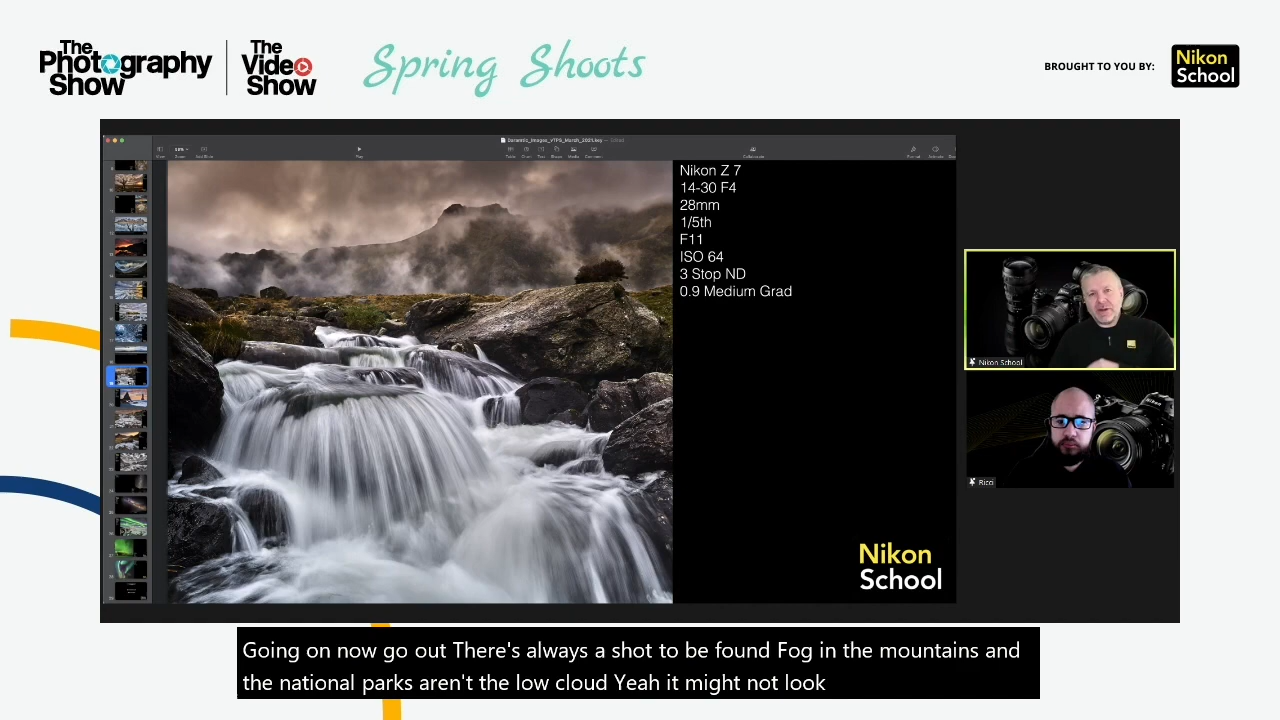 The
Photography
Show
The
Video
Show
Spring Shoots
BROUGHT TO YOU BY:
Nikon
School
Nikon Z 7
14-30 F4
28mm
1/5th
F11
ISO 64
3 Stop ND
0.9 Medium Grad
Nikon School
Ricci
Nikon
School
Going on now go out There's always a shot to be found Fog in the mountains and
the national parks aren't the low cloud Yeah it might not look